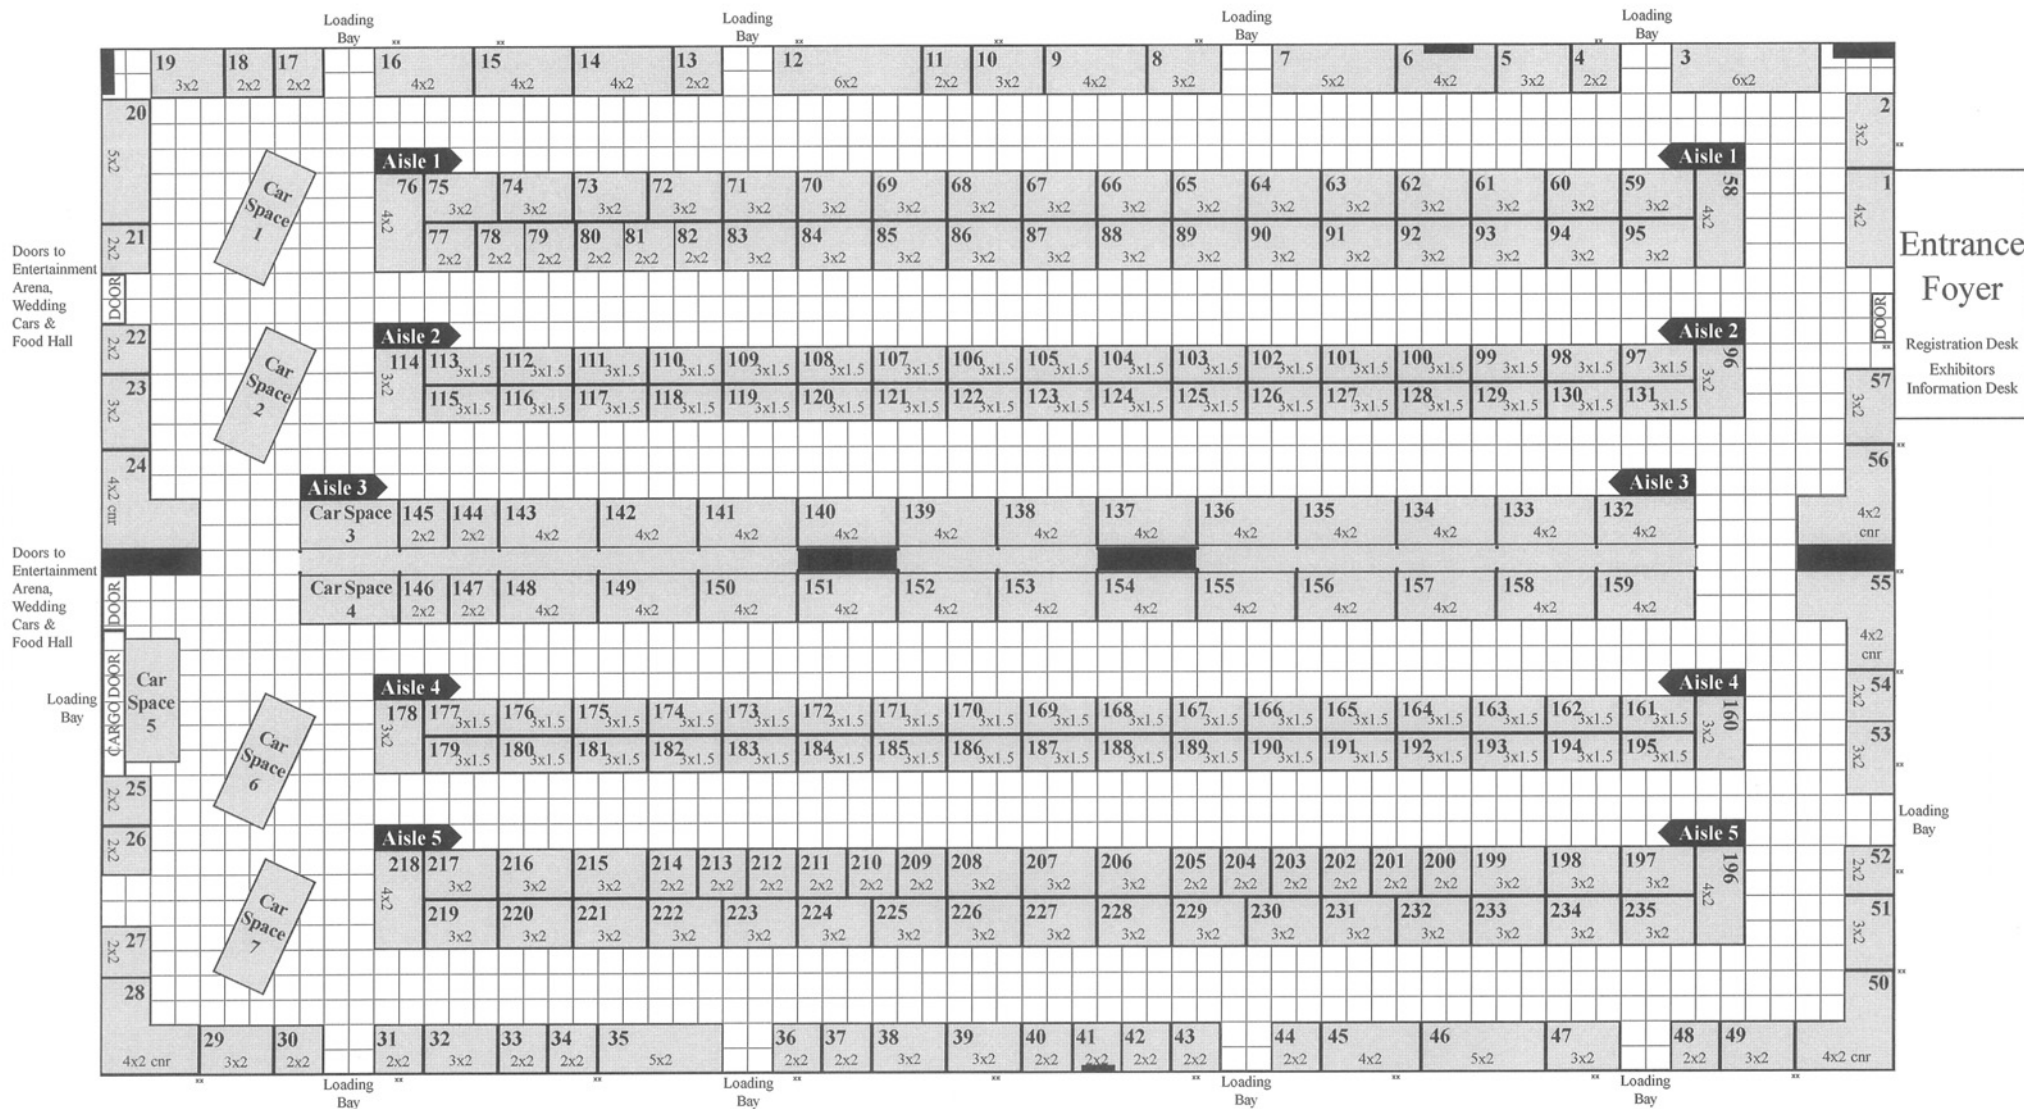 Loading Bay
Loading Bay
Loading Bay
Loading Bay
19 18 17 16 15 14 13 12 11 10 9 8 7 6 5 4 3
3x2 2x2 2x2 4x2 4x2 4x2 2x2 6x2 2x2 3x2 4x2 3x2 5x2 4x2 3x2 2x2 6x2
20
5x2
2
3x2
Aisle 1
Aisle 1
Car Space 1
76
4x2
75 74 73 72 71 70 69 68 67 66 65 64 63 62 61 60 59
3x2 3x2 3x2 3x2 3x2 3x2 3x2 3x2 3x2 3x2 3x2 3x2 3x2 3x2 3x2 3x2 3x2
58
4x2
1
4x2
21
2x2
77 78 79 80 81 82 83 84 85 86 87 88 89 90 91 92 93 94 95
2x2 2x2 2x2 2x2 2x2 2x2 3x2 3x2 3x2 3x2 3x2 3x2 3x2 3x2 3x2 3x2 3x2 3x2 3x2
Entrance
Foyer
Registration Desk
Exhibitors
Information Desk
Doors to
Entertainment
Arena,
Wedding
Cars &
Food Hall
DOOR
DOOR
22
2x2
Aisle 2
Aisle 2
Car Space 2
114
3x2
113 112 111 110 109 108 107 106 105 104 103 102 101 100 99 98 97
3x1.5 3x1.5 3x1.5 3x1.5 3x1.5 3x1.5 3x1.5 3x1.5 3x1.5 3x1.5 3x1.5 3x1.5 3x1.5 3x1.5 3x1.5 3x1.5 3x1.5
96
3x2
23
3x2
115 116 117 118 119 120 121 122 123 124 125 126 127 128 129 130 131
3x1.5 3x1.5 3x1.5 3x1.5 3x1.5 3x1.5 3x1.5 3x1.5 3x1.5 3x1.5 3x1.5 3x1.5 3x1.5 3x1.5 3x1.5 3x1.5 3x1.5
57
3x2
24
4x2 cnr
56
4x2
cnr
Aisle 3
Aisle 3
Car Space 145 144 143 142 141 140 139 138 137 136 135 134 133 132
3 2x2 2x2 4x2 4x2 4x2 4x2 4x2 4x2 4x2 4x2 4x2 4x2 4x2 4x2
Doors to
Entertainment
Arena,
Wedding
Cars &
Food Hall
DOOR
Car Space 146 147 148 149 150 151 152 153 154 155 156 157 158 159
4 2x2 2x2 4x2 4x2 4x2 4x2 4x2 4x2 4x2 4x2 4x2 4x2 4x2 4x2
55
4x2
cnr
Loading
Bay
CARGO DOOR
Car
Space
5
Aisle 4
Aisle 4
54
2x2
Car Space 6
178
3x2
177 176 175 174 173 172 171 170 169 168 167 166 165 164 163 162 161
3x1.5 3x1.5 3x1.5 3x1.5 3x1.5 3x1.5 3x1.5 3x1.5 3x1.5 3x1.5 3x1.5 3x1.5 3x1.5 3x1.5 3x1.5 3x1.5 3x1.5
160
3x2
53
3x2
179 180 181 182 183 184 185 186 187 188 189 190 191 192 193 194 195
3x1.5 3x1.5 3x1.5 3x1.5 3x1.5 3x1.5 3x1.5 3x1.5 3x1.5 3x1.5 3x1.5 3x1.5 3x1.5 3x1.5 3x1.5 3x1.5 3x1.5
25
2x2
26
2x2
Loading
Bay
Aisle 5
Aisle 5
Car Space 7
218
4x2
217 216 215 214 213 212 211 210 209 208 207 206 205 204 203 202 201 200 199 198 197
3x2 3x2 3x2 2x2 2x2 2x2 2x2 2x2 2x2 3x2 3x2 3x2 2x2 2x2 2x2 2x2 2x2 2x2 3x2 3x2 3x2
196
4x2
52
2x2
219 220 221 222 223 224 225 226 227 228 229 230 231 232 233 234 235
3x2 3x2 3x2 3x2 3x2 3x2 3x2 3x2 3x2 3x2 3x2 3x2 3x2 3x2 3x2 3x2 3x2
51
3x2
27
2x2
28
4x2 cnr
50
4x2 cnr
29 30 31 32 33 34 35 36 37 38 39 40 41 42 43 44 45 46 47 48 49
3x2 2x2 2x2 3x2 2x2 2x2 5x2 2x2 2x2 3x2 3x2 2x2 2x2 2x2 2x2 2x2 4x2 5x2 3x2 2x2 3x2
Loading Bay
Loading Bay
Loading Bay
Loading Bay